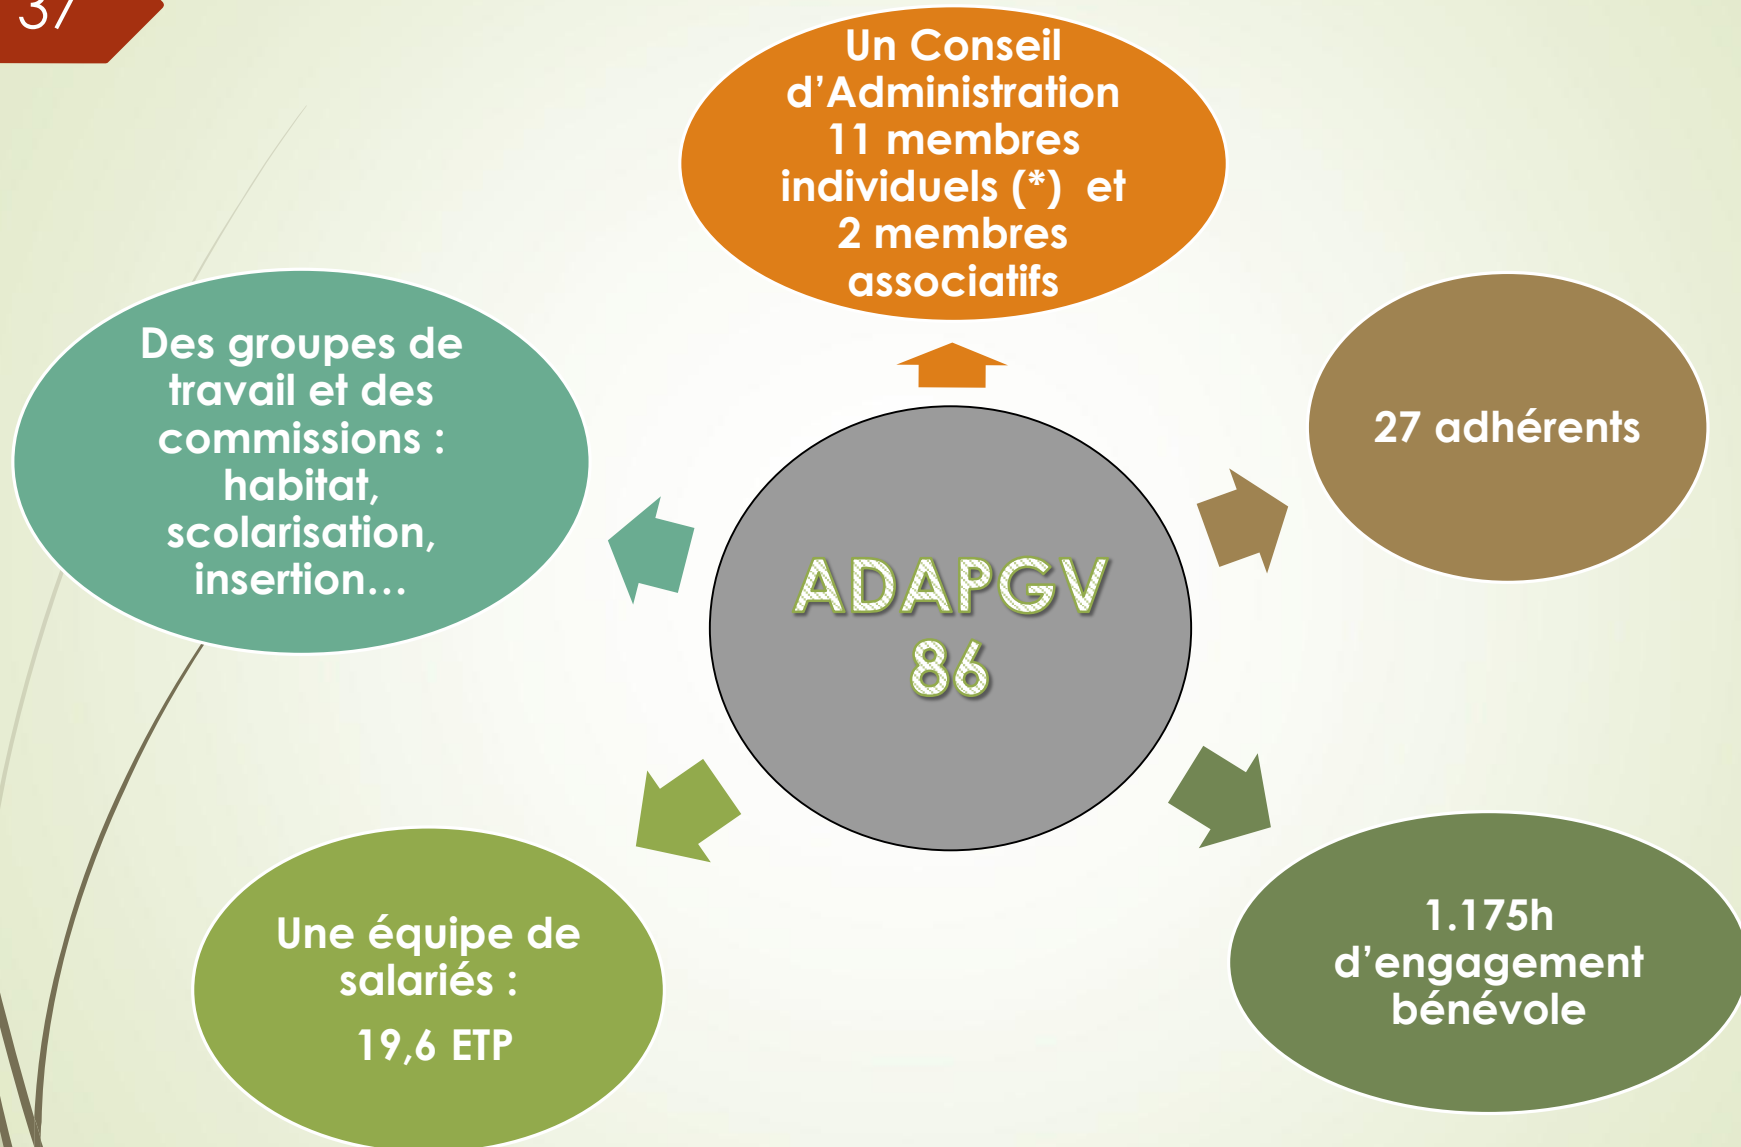 37
Un Conseil
d’Administration
11 membres
individuels (*) et
2 membres
associatifs
Des groupes de
travail et des
commissions :
habitat,
scolarisation,
insertion…
27 adhérents
ADAPGV
86
Une équipe de
salariés :
19,6 ETP
1.175h
d’engagement
bénévole